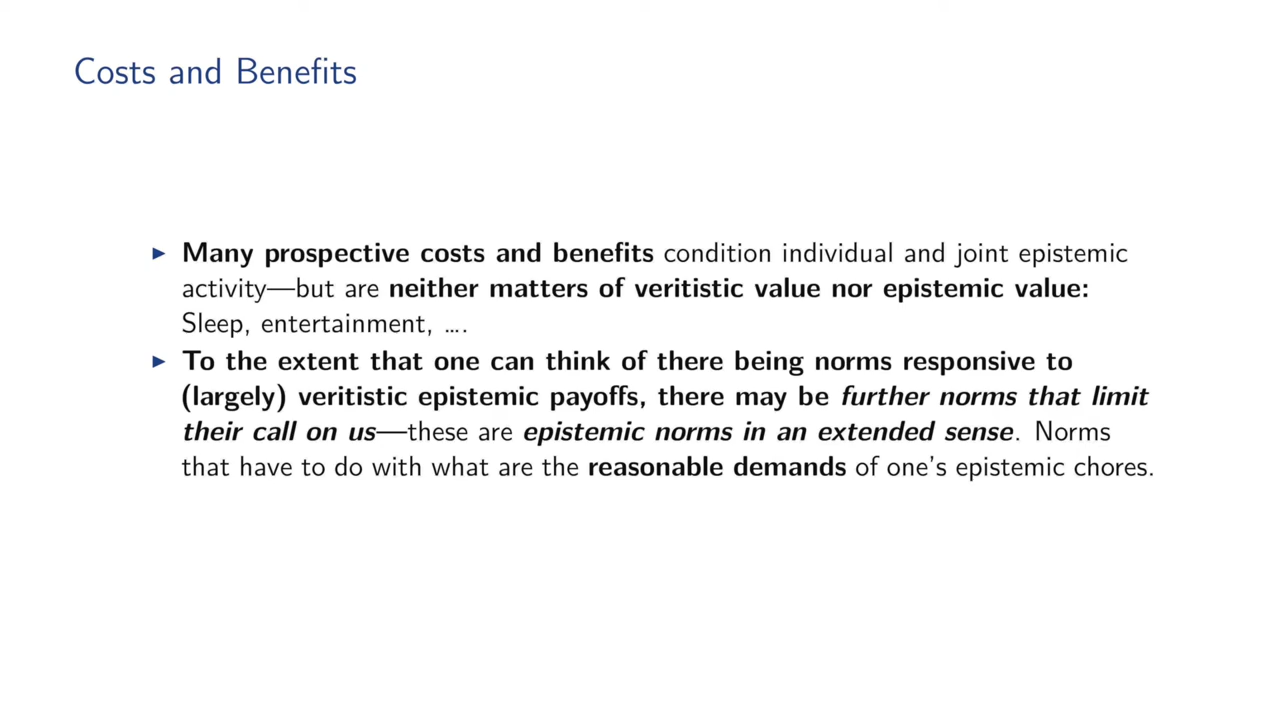 Costs and Benefits
▶ Many prospective costs and benefits condition individual and joint epistemic
activity—but are neither matters of veritistic value nor epistemic value:
Sleep, entertainment, ....
▶ To the extent that one can think of there being norms responsive to
(largely) veritistic epistemic payoffs, there may be further norms that limit
their call on us—these are epistemic norms in an extended sense. Norms
that have to do with what are the reasonable demands of one's epistemic chores.